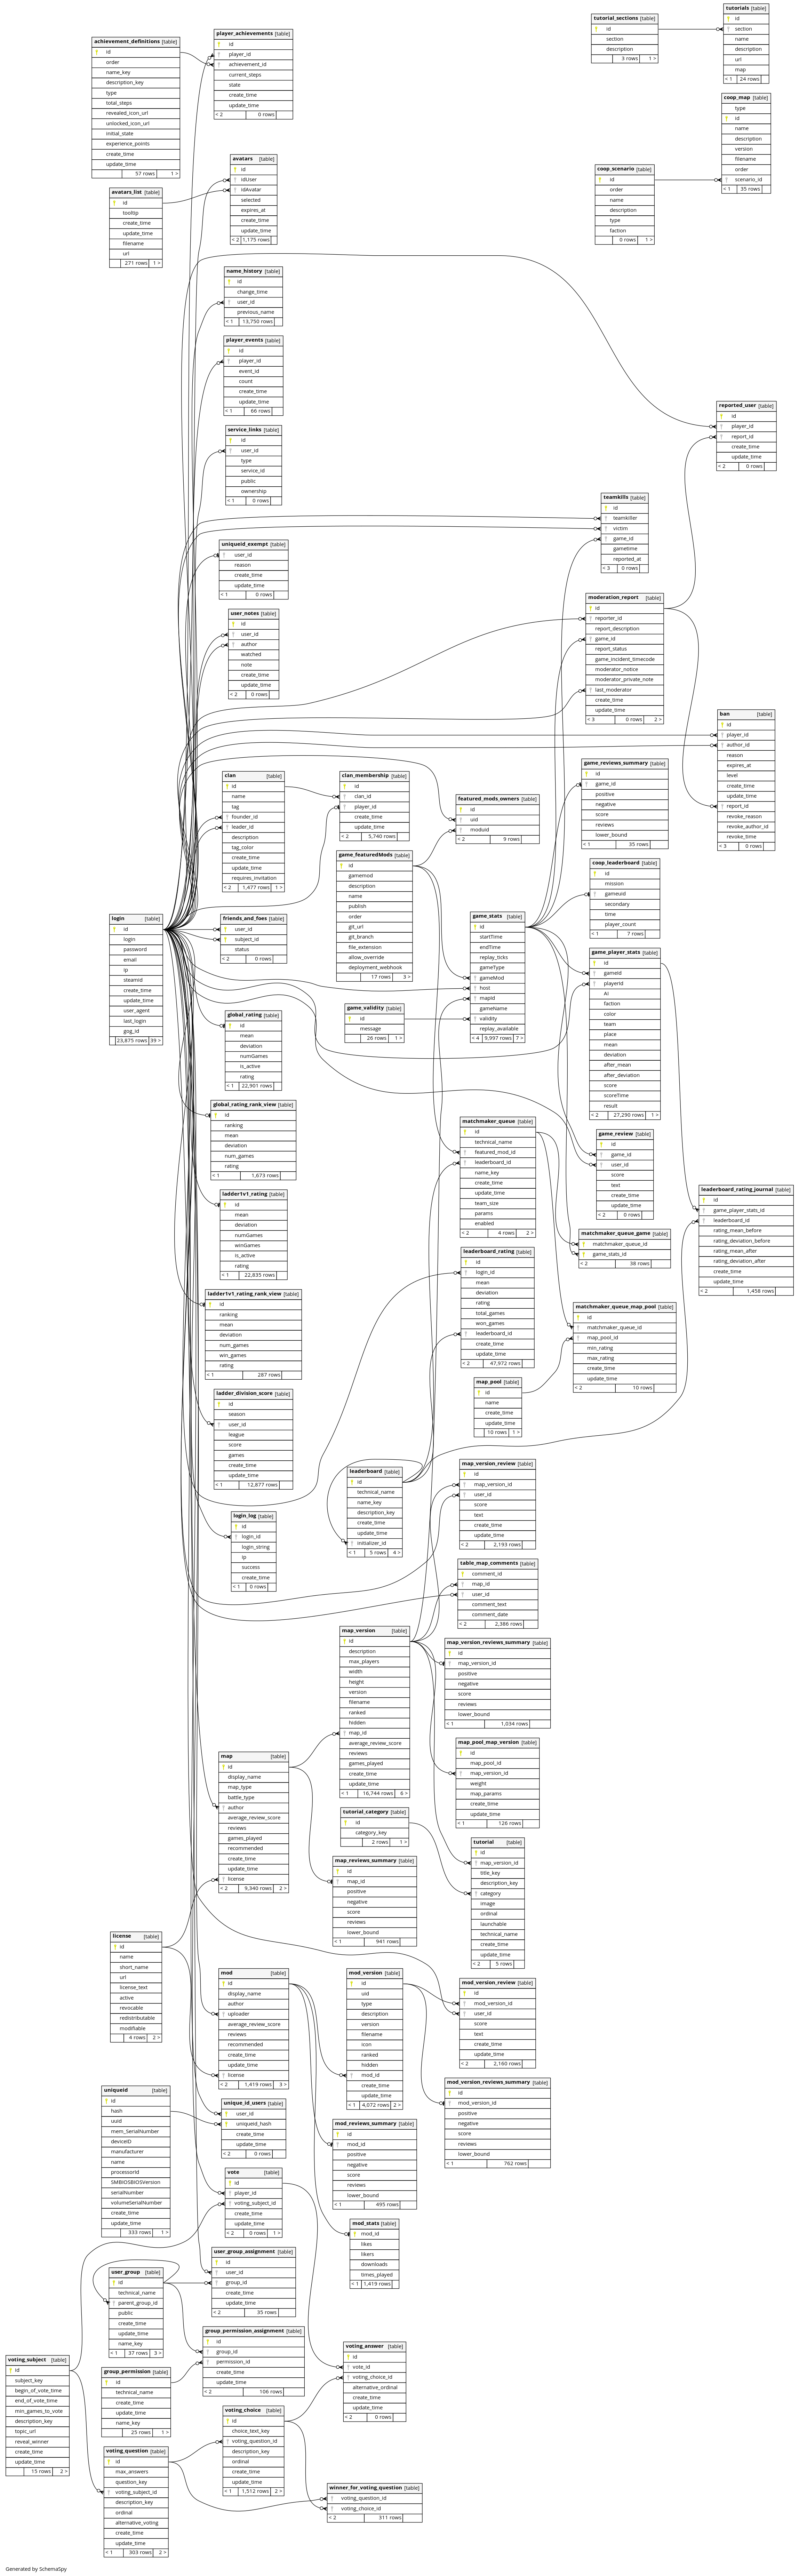 achievement_definitions [table]
id
order
name_key
description_key
type
total_steps
revealed_icon_url
unlocked_icon_url
initial_state
experience_points
create_time
update_time
57 rows 1 >
player_achievements [table]
id
player_id
achievement_id
current_steps
state
create_time
update_time
< 2 0 rows
tutorial_sections [table]
id
section
description
3 rows 1 >
tutorials [table]
id
section
name
description
url
map
< 1 24 rows
coop_map [table]
type
id
name
description
version
filename
order
scenario_id
< 1 35 rows
avatars_list [table]
id
tooltip
create_time
update_time
filename
url
271 rows 1 >
avatars [table]
id
idUser
idAvatar
selected
expires_at
create_time
update_time
< 2 1,175 rows
coop_scenario [table]
id
order
name
description
type
faction
0 rows 1 >
name_history [table]
id
change_time
user_id
previous_name
< 1 13,750 rows
player_events [table]
id
player_id
event_id
count
create_time
update_time
< 1 66 rows
service_links [table]
id
user_id
type
service_id
public
ownership
< 1 0 rows
reported_user [table]
id
player_id
report_id
create_time
update_time
< 2 0 rows
teamkills [table]
id
teamkiller
victim
game_id
gametime
reported_at
< 3 0 rows
uniqueid_exempt [table]
user_id
reason
create_time
update_time
< 1 0 rows
user_notes [table]
id
user_id
author
watched
note
create_time
update_time
< 2 0 rows
moderation_report [table]
id
reporter_id
report_description
game_id
report_status
game_incident_timecode
moderator_notice
moderator_private_note
last_moderator
create_time
update_time
< 3 0 rows 2 >
ban [table]
id
player_id
author_id
reason
expires_at
level
create_time
update_time
report_id
revoke_reason
revoke_author_id
revoke_time
< 3 0 rows
clan [table]
id
name
tag
founder_id
leader_id
description
tag_color
create_time
update_time
requires_invitation
< 2 1,477 rows 1 >
clan_membership [table]
id
clan_id
player_id
create_time
update_time
< 2 5,740 rows
featured_mods_owners [table]
id
uid
moduid
< 2 9 rows
game_reviews_summary [table]
id
game_id
positive
negative
score
reviews
lower_bound
< 1 35 rows
game_featuredMods [table]
id
gamemod
description
name
publish
order
git_url
git_branch
file_extension
allow_override
deployment_webhook
17 rows 3 >
coop_leaderboard [table]
id
mission
gameuid
secondary
time
player_count
< 1 7 rows
login [table]
id
login
password
email
ip
steamid
create_time
update_time
user_agent
last_login
gog_id
23,875 rows 39 >
friends_and_foes [table]
user_id
subject_id
status
< 2 0 rows
game_stats [table]
id
startTime
endTime
replay_ticks
gameType
gameMod
host
mapId
gameName
validity
replay_available
< 4 9,997 rows 7 >
game_player_stats [table]
id
gameId
playerId
AI
faction
color
team
place
mean
deviation
after_mean
after_deviation
score
scoreTime
result
< 2 27,290 rows 1 >
game_validity [table]
id
message
26 rows 1 >
global_rating [table]
id
mean
deviation
numGames
is_active
rating
< 1 22,901 rows
global_rating_rank_view [table]
id
ranking
mean
deviation
num_games
rating
< 1 1,673 rows
matchmaker_queue [table]
id
technical_name
featured_mod_id
leaderboard_id
name_key
create_time
update_time
team_size
params
enabled
< 2 4 rows 2 >
game_review [table]
id
game_id
user_id
score
text
create_time
update_time
< 2 0 rows
ladder1v1_rating [table]
id
mean
deviation
numGames
winGames
is_active
rating
< 1 22,835 rows
leaderboard_rating_journal [table]
id
game_player_stats_id
leaderboard_id
rating_mean_before
rating_deviation_before
rating_mean_after
rating_deviation_after
create_time
update_time
< 2 1,458 rows
matchmaker_queue_game [table]
matchmaker_queue_id
game_stats_id
< 2 38 rows
leaderboard_rating [table]
id
login_id
mean
deviation
rating
total_games
won_games
leaderboard_id
create_time
update_time
< 2 47,972 rows
ladder1v1_rating_rank_view [table]
id
ranking
mean
deviation
num_games
win_games
rating
< 1 287 rows
matchmaker_queue_map_pool [table]
id
matchmaker_queue_id
map_pool_id
min_rating
max_rating
create_time
update_time
< 2 10 rows
map_pool [table]
id
name
create_time
update_time
10 rows 1 >
ladder_division_score [table]
id
season
user_id
league
score
games
create_time
update_time
< 1 12,877 rows
leaderboard [table]
id
technical_name
name_key
description_key
create_time
update_time
initializer_id
< 1 5 rows 4 >
map_version_review [table]
id
map_version_id
user_id
score
text
create_time
update_time
< 2 2,193 rows
login_log [table]
id
login_id
login_string
ip
success
create_time
< 1 0 rows
table_map_comments [table]
comment_id
map_id
user_id
comment_text
comment_date
< 2 2,386 rows
map_version [table]
id
description
max_players
width
height
version
filename
ranked
hidden
map_id
average_review_score
reviews
games_played
create_time
update_time
< 1 16,744 rows 6 >
map_version_reviews_summary [table]
id
map_version_id
positive
negative
score
reviews
lower_bound
< 1 1,034 rows
map_pool_map_version [table]
id
map_pool_id
map_version_id
weight
map_params
create_time
update_time
< 1 126 rows
map [table]
id
display_name
map_type
battle_type
author
average_review_score
reviews
games_played
recommended
create_time
update_time
license
< 2 9,340 rows 2 >
tutorial_category [table]
id
category_key
2 rows 1 >
tutorial [table]
id
map_version_id
title_key
description_key
category
image
ordinal
launchable
technical_name
create_time
update_time
< 2 5 rows
map_reviews_summary [table]
id
map_id
positive
negative
score
reviews
lower_bound
< 1 941 rows
license [table]
id
name
short_name
url
license_text
active
revocable
redistributable
modifiable
4 rows 2 >
mod [table]
id
display_name
author
uploader
average_review_score
reviews
recommended
create_time
update_time
license
< 2 1,419 rows 3 >
mod_version [table]
id
uid
type
description
version
filename
icon
ranked
hidden
mod_id
create_time
update_time
< 1 4,072 rows 2 >
mod_version_review [table]
id
mod_version_id
user_id
score
text
create_time
update_time
< 2 2,160 rows
mod_version_reviews_summary [table]
id
mod_version_id
positive
negative
score
reviews
lower_bound
< 1 762 rows
uniqueid [table]
id
hash
uuid
mem_SerialNumber
deviceID
manufacturer
name
processorId
SMBIOSBIOSVersion
serialNumber
volumeSerialNumber
create_time
update_time
333 rows 1 >
unique_id_users [table]
user_id
uniqueid_hash
create_time
update_time
< 2 0 rows
mod_reviews_summary [table]
id
mod_id
positive
negative
score
reviews
lower_bound
< 1 495 rows
vote [table]
id
player_id
voting_subject_id
create_time
update_time
< 2 0 rows 1 >
mod_stats [table]
mod_id
likes
likers
downloads
times_played
< 1 1,419 rows
user_group [table]
id
technical_name
parent_group_id
public
create_time
update_time
name_key
< 1 37 rows 3 >
user_group_assignment [table]
id
user_id
group_id
create_time
update_time
< 2 35 rows
group_permission_assignment [table]
id
group_id
permission_id
create_time
update_time
< 2 106 rows
voting_answer [table]
id
vote_id
voting_choice_id
alternative_ordinal
create_time
update_time
< 2 0 rows
voting_subject [table]
id
subject_key
begin_of_vote_time
end_of_vote_time
min_games_to_vote
description_key
topic_url
reveal_winner
create_time
update_time
15 rows 2 >
group_permission [table]
id
technical_name
create_time
update_time
name_key
25 rows 1 >
voting_choice [table]
id
choice_text_key
voting_question_id
description_key
ordinal
create_time
update_time
< 1 1,512 rows 2 >
voting_question [table]
id
max_answers
question_key
voting_subject_id
description_key
ordinal
alternative_voting
create_time
update_time
< 1 303 rows 2 >
winner_for_voting_question [table]
voting_question_id
voting_choice_id
< 2 311 rows
Generated by SchemaSpy